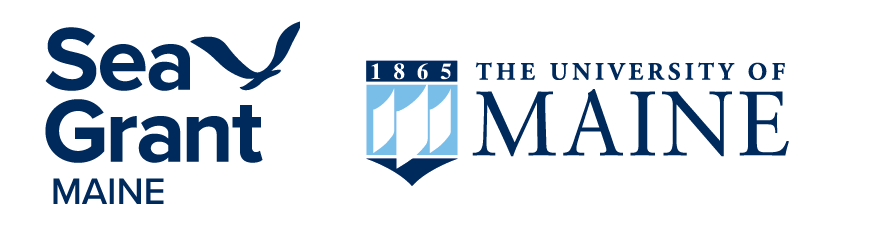 Sea
Grant
MAINE
1865
THE UNIVERSITY OF
MAINE